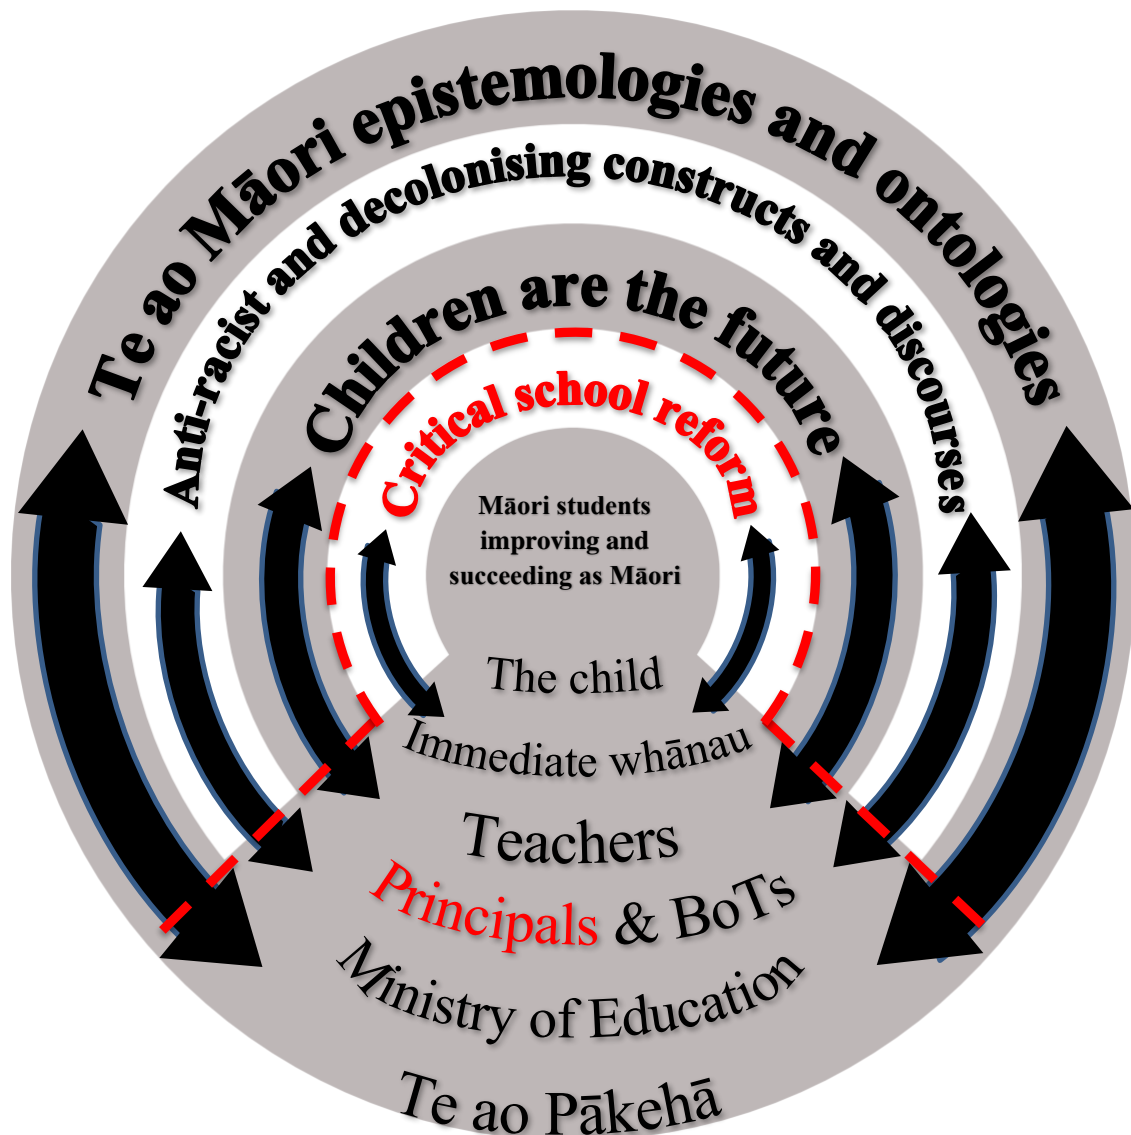 Te ao Māori epistemologies and ontologies
Anti-racist and decolonising constructs and discourses
Children are the future
Critical school reform
Māori students
improving and
succeeding as Māori
The child
Immediate whānau
Teachers
Principals & BoTs
Ministry of Education
Te ao Pākehā